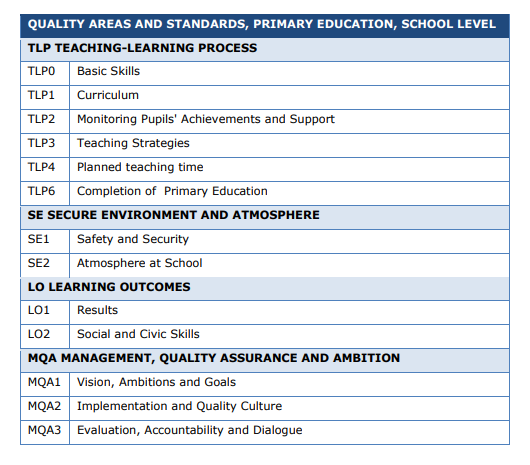 QUALITY AREAS AND STANDARDS, PRIMARY EDUCATION, SCHOOL LEVEL
TLP TEACHING-LEARNING PROCESS
TLP0 Basic Skills
TLP1 Curriculum
TLP2 Monitoring Pupils' Achievements and Support
TLP3 Teaching Strategies
TLP4 Planned teaching time
TLP6 Completion of Primary Education
SE SECURE ENVIRONMENT AND ATMOSPHERE
SE1 Safety and Security
SE2 Atmosphere at School
LO LEARNING OUTCOMES
LO1 Results
LO2 Social and Civic Skills
MQA MANAGEMENT, QUALITY ASSURANCE AND AMBITION
MQA1 Vision, Ambitions and Goals
MQA2 Implementation and Quality Culture
MQA3 Evaluation, Accountability and Dialogue